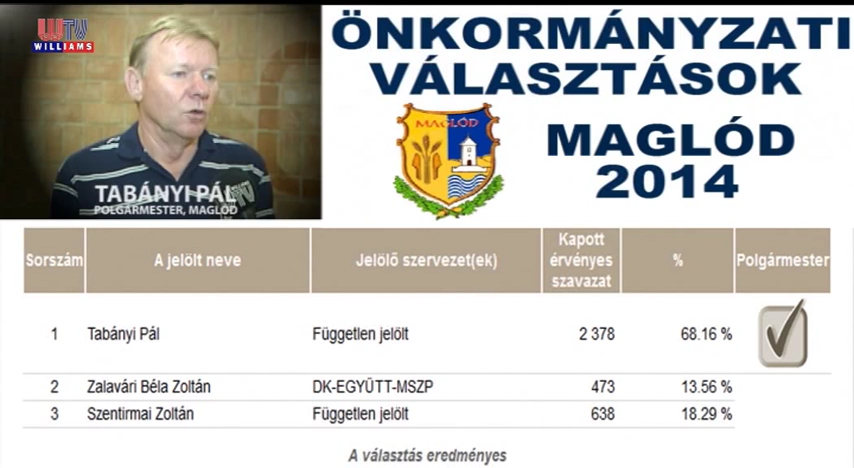 WTV
WILLIAMS
TABÁNYI PÁL
POLGÁRMESTER, MAGLÓD
ÖNKORMÁNYZATI
VÁLASZTÁSOK
MAGLÓD
MAGLÓD
2014
Sorszám A jelölt neve Jelölő szervezet(ek) Kapott érvényes szavazat % Polgármester
1 Tabányi Pál Független jelölt 2 378 68.16 %
2 Zalavári Béla Zoltán DK-EGYÜTT-MSZP 473 13.56 %
3 Szentirmai Zoltán Független jelölt 638 18.29 %
A választás eredményes